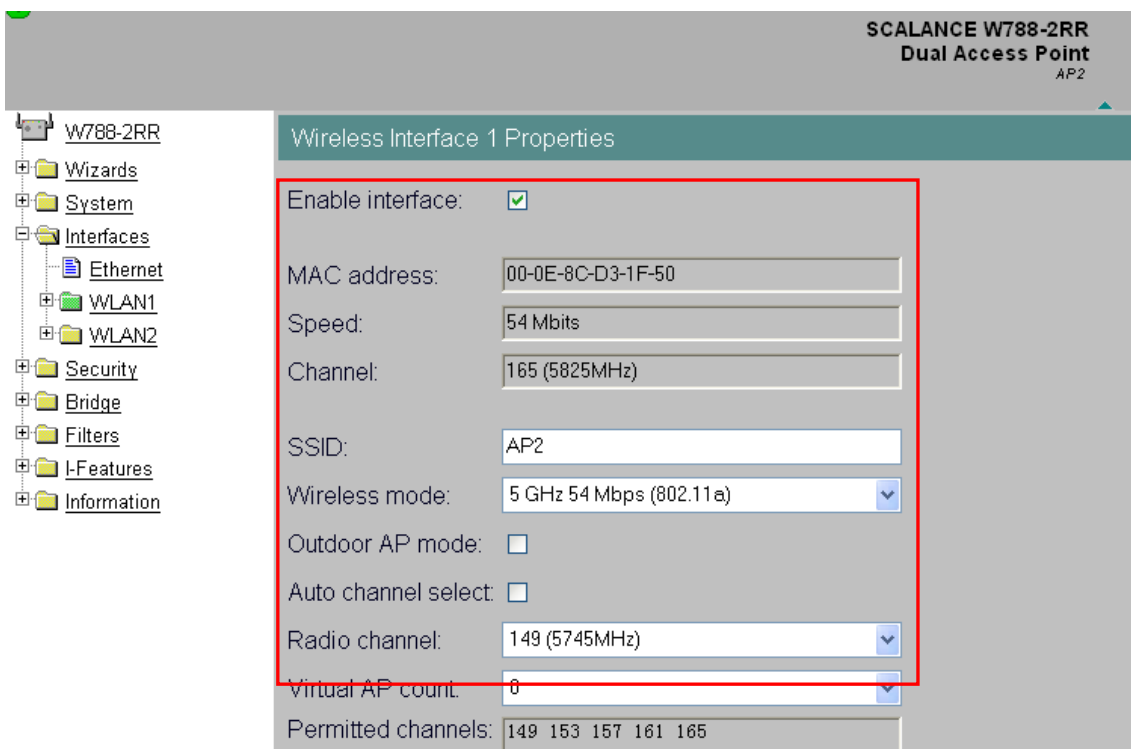 SCALANCE W788-2RR
Dual Access Point
AP2
W788-2RR
Wizards
System
Interfaces
Ethernet
WLAN1
WLAN2
Security
Bridge
Filters
I-Features
Information
Wireless Interface 1 Properties
Enable interface:
MAC address: 00-0E-8C-D3-1F-50
Speed: 54 Mbits
Channel: 165 (5825MHz)
SSID: AP2
Wireless mode: 5 GHz 54 Mbps (802.11a)
Outdoor AP mode:
Auto channel select:
Radio channel: 149 (5745MHz)
Virtual AP count: 0
Permitted channels: 149 153 157 161 165